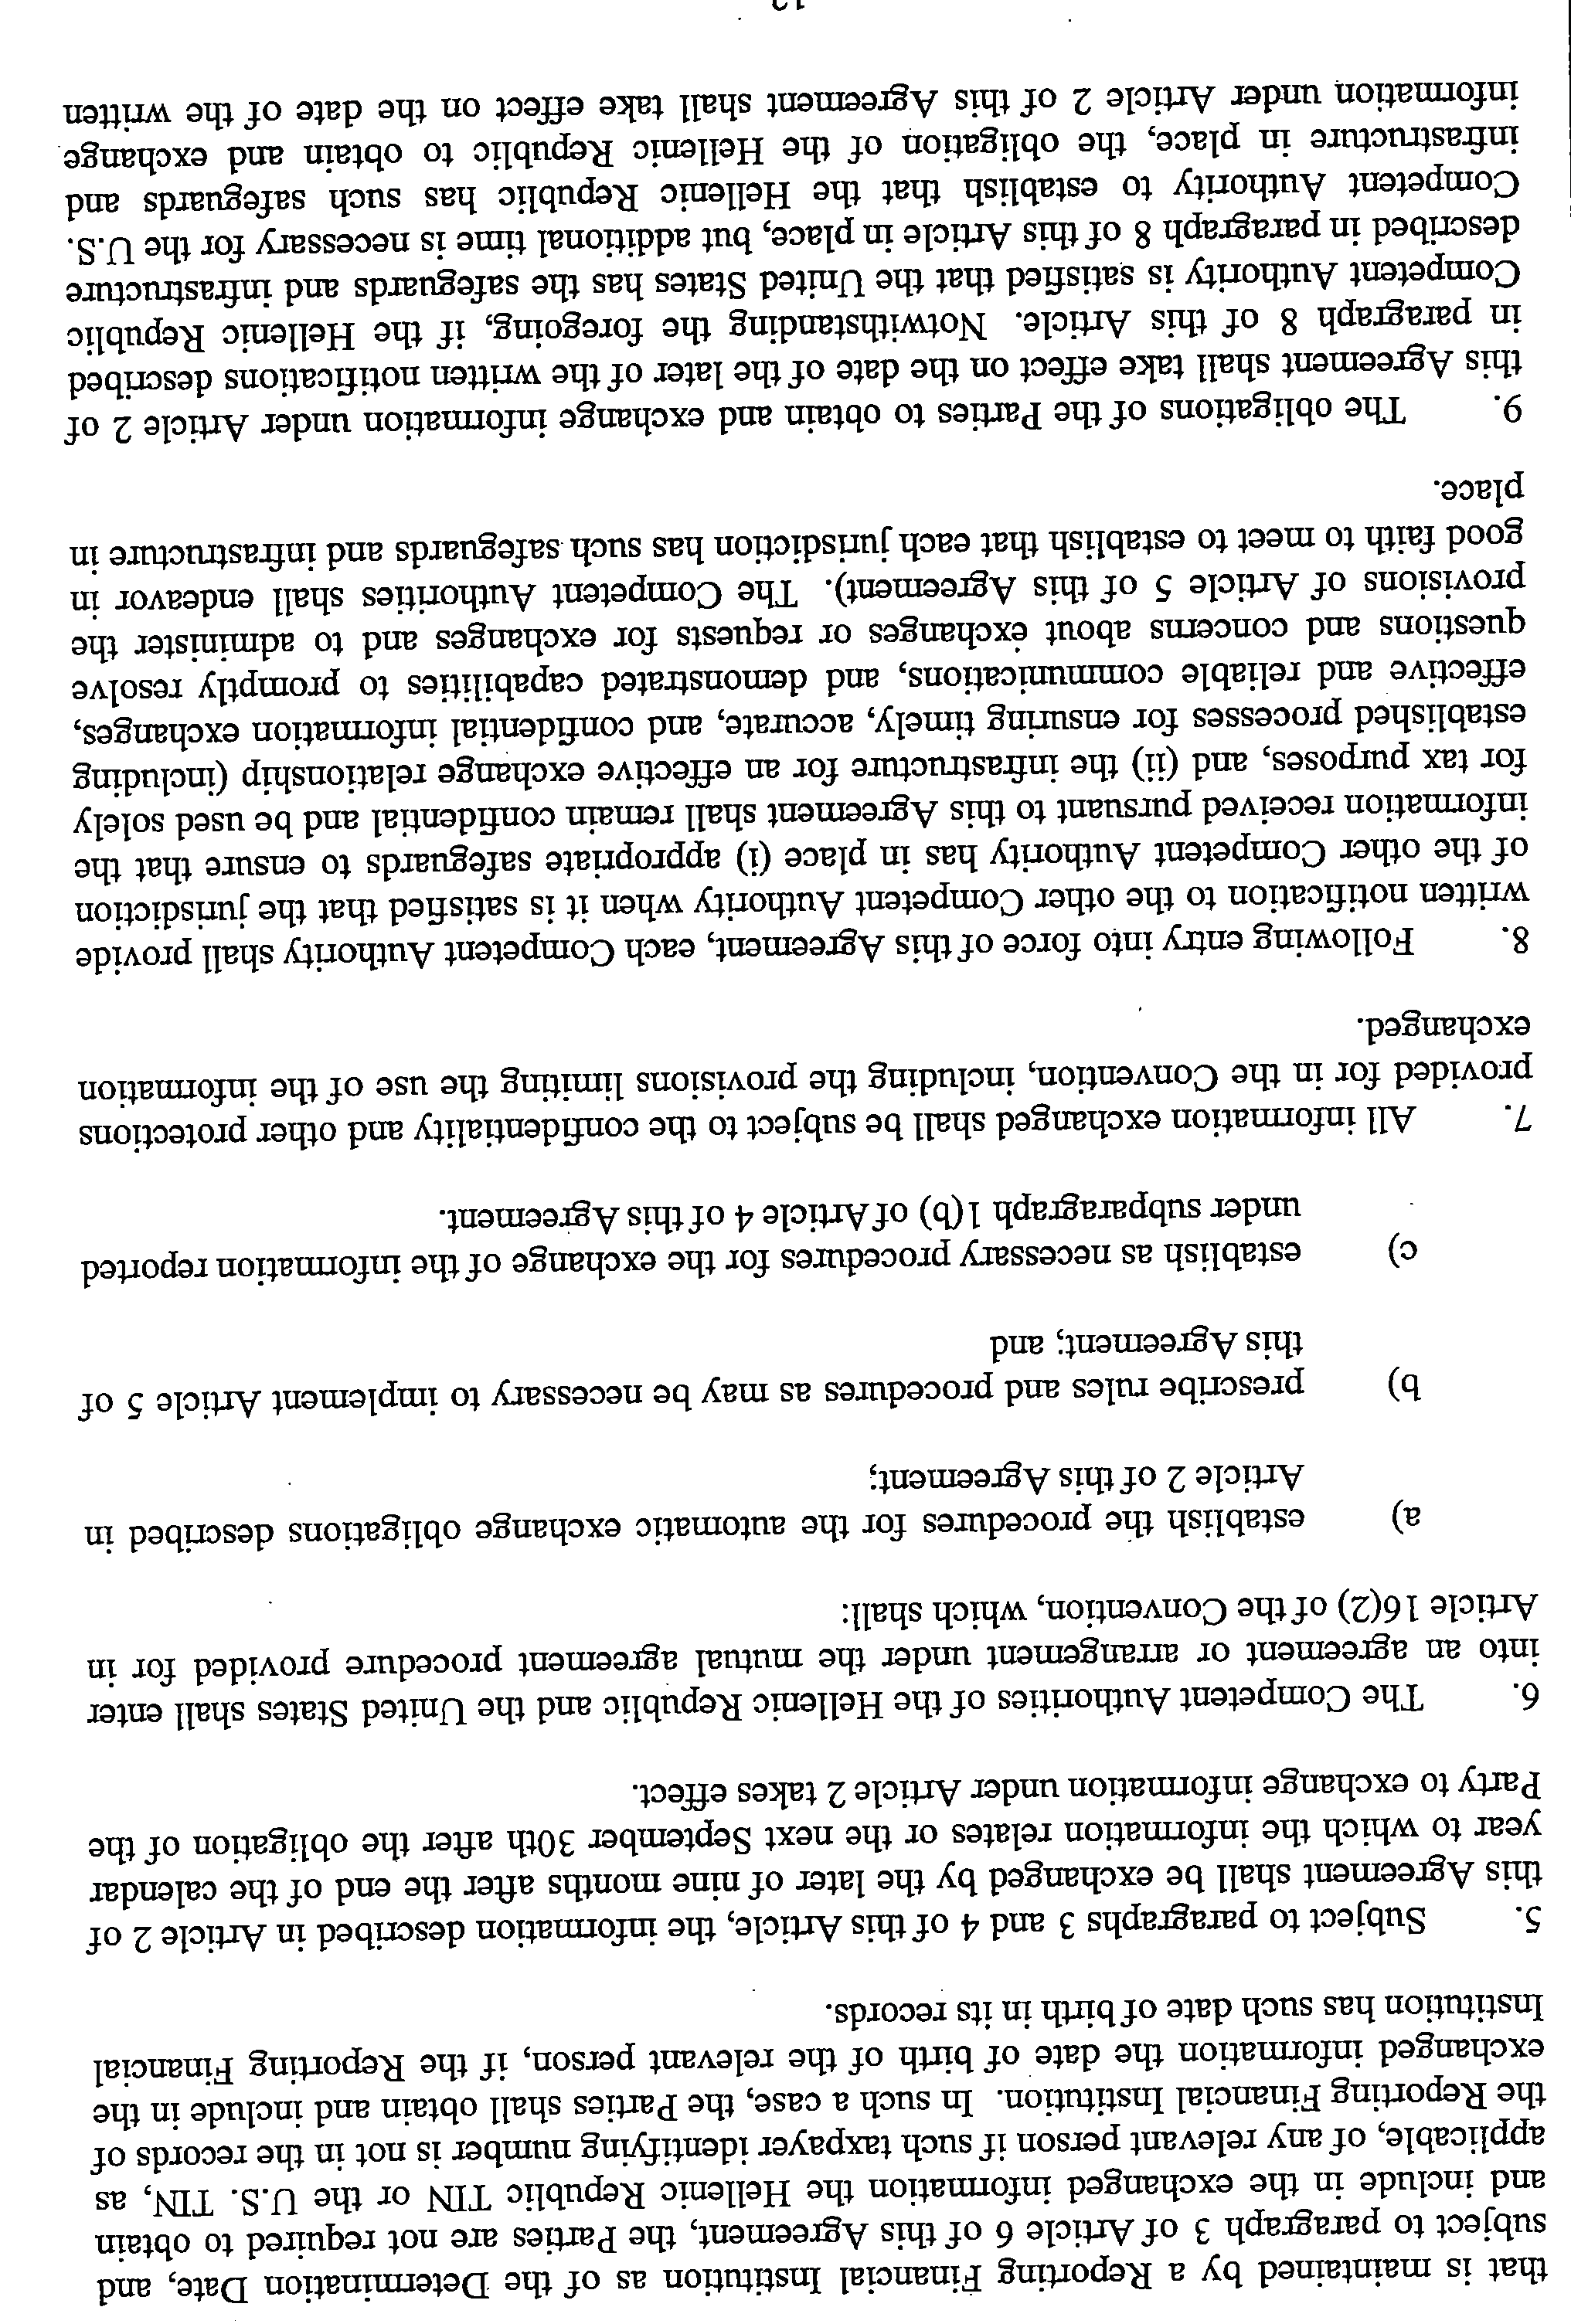 that is maintained by a Reporting Financial Institution as of the Determination Date, and
subject to paragraph 3 of Article 6 of this Agreement, the Parties are not required to obtain
and include in the exchanged information the Hellenic Republic TIN or the U.S. TIN, as
applicable, of any relevant person if such taxpayer identifying number is not in the records of
the Reporting Financial Institution. In such a case, the Parties shall obtain and include in the
exchanged information the date of birth of the relevant person, if the Reporting Financial
Institution has such date of birth in its records.
5. Subject to paragraphs 3 and 4 of this Article, the information described in Article 2 of
this Agreement shall be exchanged by the later of nine months after the end of the calendar
year to which the information relates or the next September 30th after the obligation of the
Party to exchange information under Article 2 takes effect.
6. The Competent Authorities of the Hellenic Republic and the United States shall enter
into an agreement or arrangement under the mutual agreement procedure provided for in
Article 16(2) of the Convention, which shall:
a) establish the procedures for the automatic exchange obligations described in
Article 2 of this Agreement;
b) prescribe rules and procedures as may be necessary to implement Article 5 of
this Agreement; and
c) establish as necessary procedures for the exchange of the information reported
under subparagraph 1(b) of Article 4 of this Agreement.
7. All information exchanged shall be subject to the confidentiality and other protections
provided for in the Convention, including the provisions limiting the use of the information
exchanged.
8. Following entry into force of this Agreement, each Competent Authority shall provide
written notification to the other Competent Authority when it is satisfied that the jurisdiction
of the other Competent Authority has in place (i) appropriate safeguards to ensure that the
information received pursuant to this Agreement shall remain confidential and be used solely
for tax purposes, and (ii) the infrastructure for an effective exchange relationship (including
established processes for ensuring timely, accurate, and confidential information exchanges,
effective and reliable communications, and demonstrated capabilities to promptly resolve
questions and concerns about exchanges or requests for exchanges and to administer the
provisions of Article 5 of this Agreement). The Competent Authorities shall endeavor in
good faith to meet to establish that each jurisdiction has such safeguards and infrastructure in
place.
9. The obligations of the Parties to obtain and exchange information under Article 2 of
this Agreement shall take effect on the date of the later of the written notifications described
in paragraph 8 of this Article. Notwithstanding the foregoing, if the Hellenic Republic
Competent Authority is satisfied that the United States has the safeguards and infrastructure
described in paragraph 8 of this Article in place, but additional time is necessary for the U.S.
Competent Authority to establish that the Hellenic Republic has such safeguards and
infrastructure in place, the obligation of the Hellenic Republic to obtain and exchange
information under Article 2 of this Agreement shall take effect on the date of the written